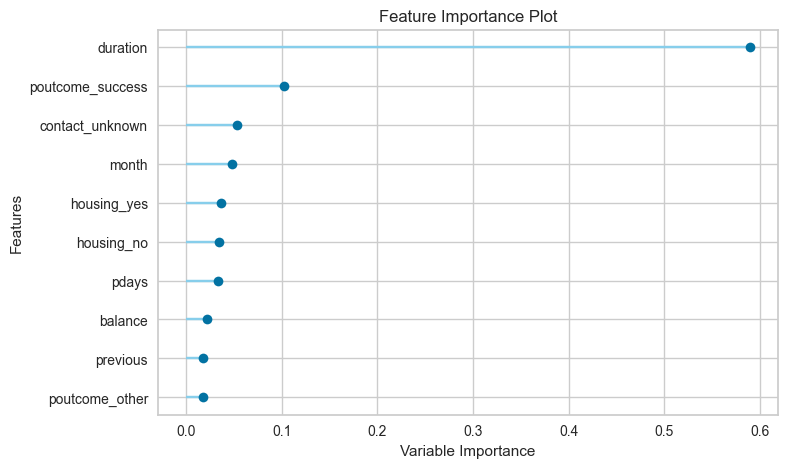 Feature Importance Plot
duration
poutcome_success
contact_unknown
month
housing_yes
housing_no
pdays
balance
previous
poutcome_other
Features
0.0 0.1 0.2 0.3 0.4 0.5 0.6
Variable Importance